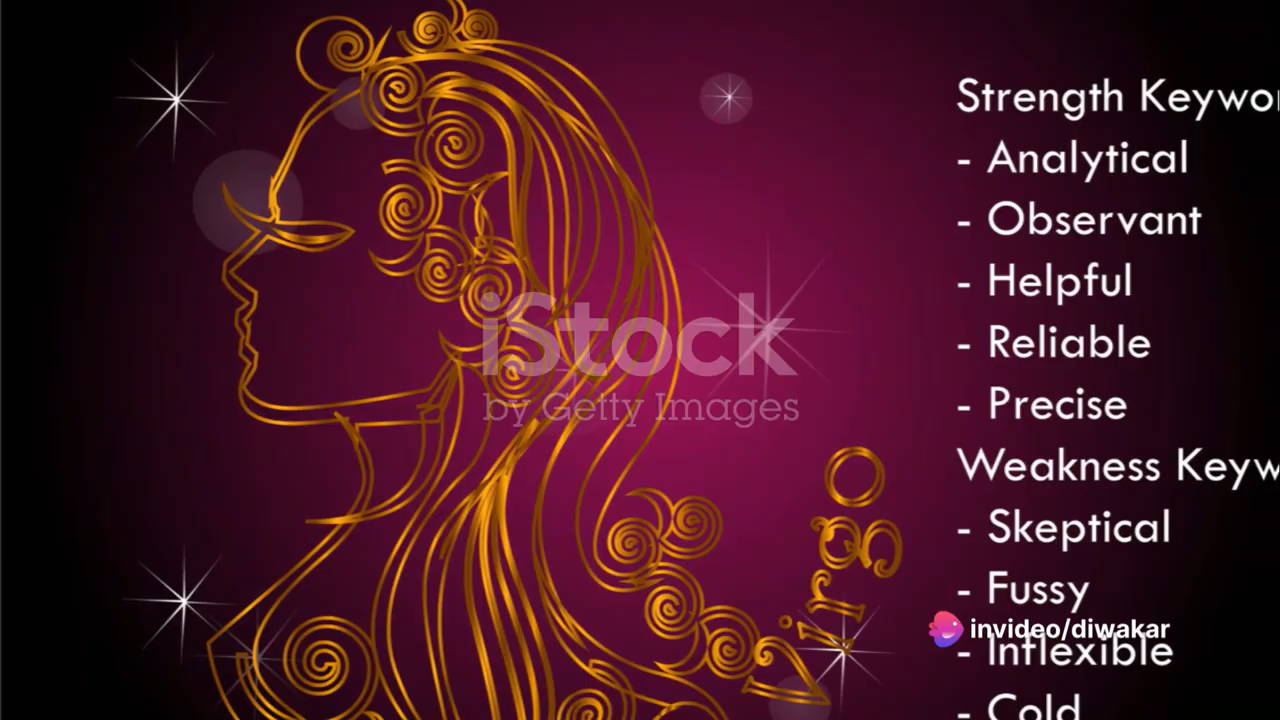 Strength Keywor
- Analytical
- Observant
- Helpful
- Reliable
- Precise
Weakness Keyw
- Skeptical
- Fussy
- Inflexible
- Cold
Virgo
iStock
by Getty Images
invideo/diwakar